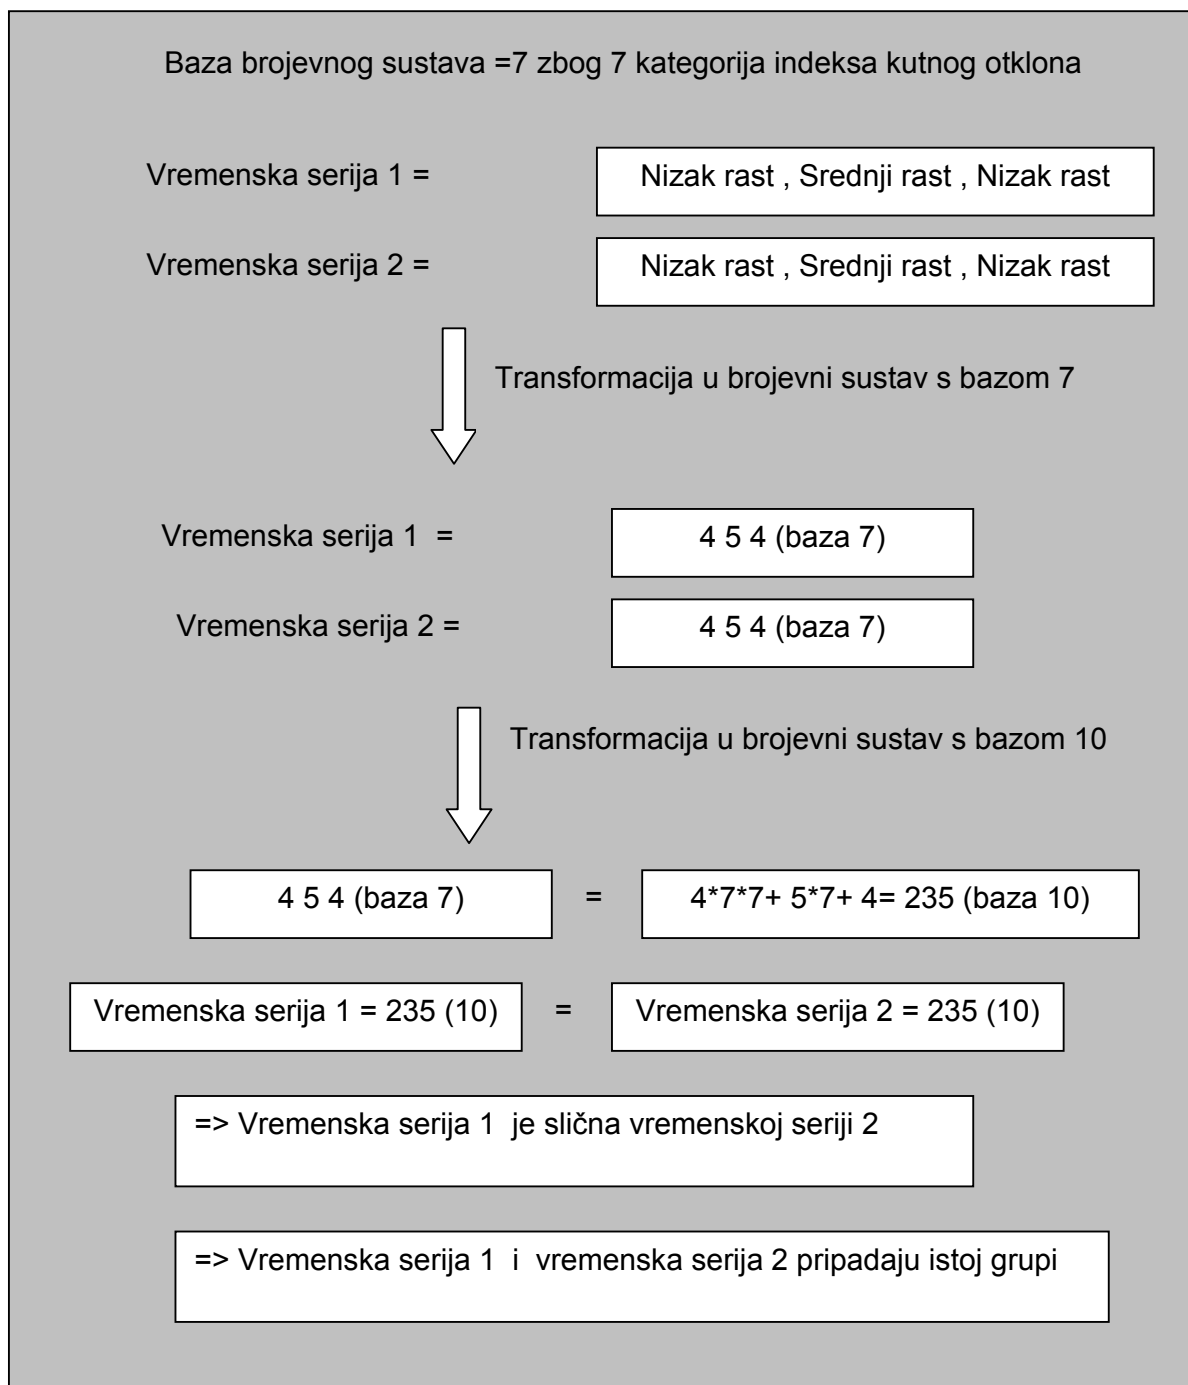 Baza brojevnog sustava =7 zbog 7 kategorija indeksa kutnog otklona
Vremenska serija 1 = Nizak rast , Srednji rast , Nizak rast
Vremenska serija 2 = Nizak rast , Srednji rast , Nizak rast
Transformacija u brojevni sustav s bazom 7
Vremenska serija 1 = 4 5 4 (baza 7)
Vremenska serija 2 = 4 5 4 (baza 7)
Transformacija u brojevni sustav s bazom 10
4 5 4 (baza 7) = 4*7*7+ 5*7+ 4= 235 (baza 10)
Vremenska serija 1 = 235 (10) = Vremenska serija 2 = 235 (10)
=> Vremenska serija 1 je slična vremenskoj seriji 2
=> Vremenska serija 1 i vremenska serija 2 pripadaju istoj grupi